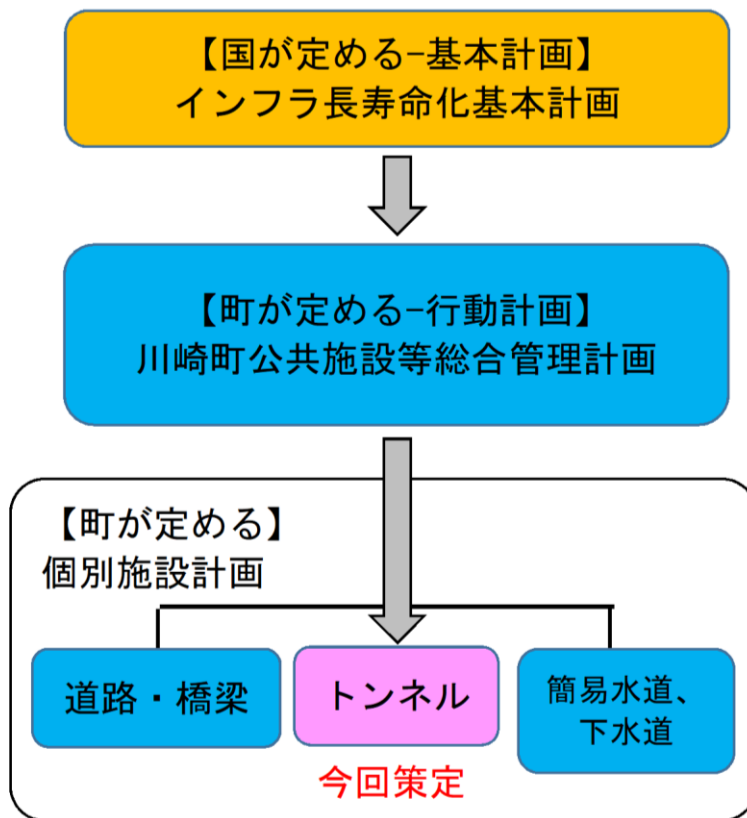 【国が定める−基本計画】
インフラ長寿命化基本計画
【町が定める−行動計画】
川崎町公共施設等総合管理計画
【町が定める】
個別施設計画
道路・橋梁
トンネル
簡易水道、
下水道
今回策定